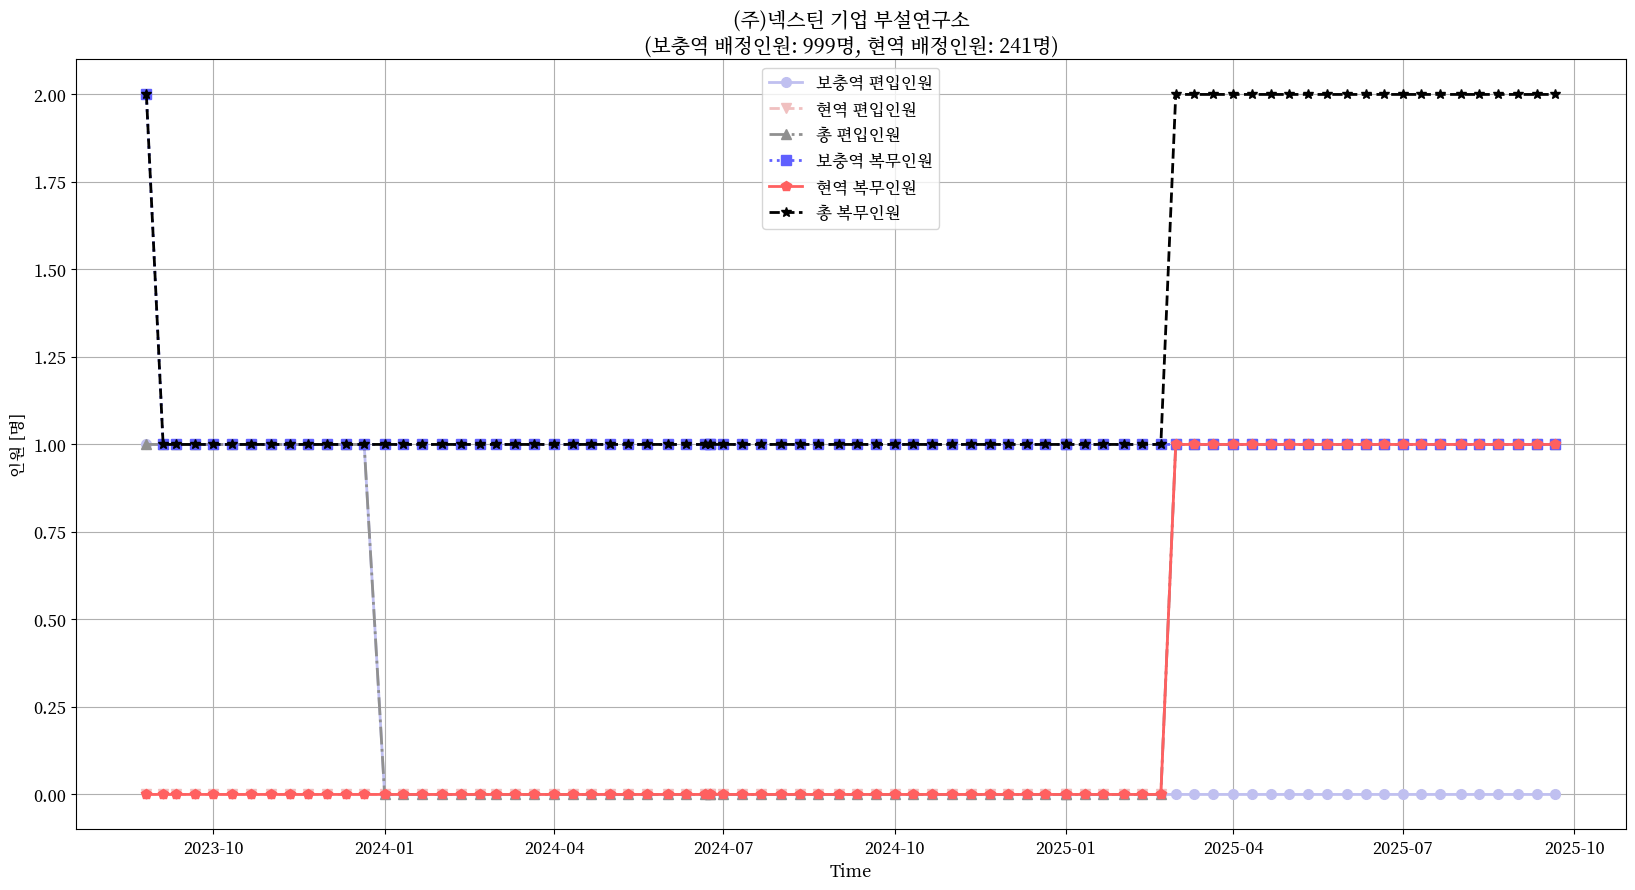 (주)넥스틴 기업 부설연구소
(보충역 배정인원: 999명, 현역 배정인원: 241명)
보충역 편입인원
현역 편입인원
총 편입인원
보충역 복무인원
현역 복무인원
총 복무인원
인원 [명]
2.00
1.75
1.50
1.25
1.00
0.75
0.50
0.25
0.00
2023-10
2024-01
2024-04
2024-07
2024-10
2025-01
2025-04
2025-07
2025-10
Time